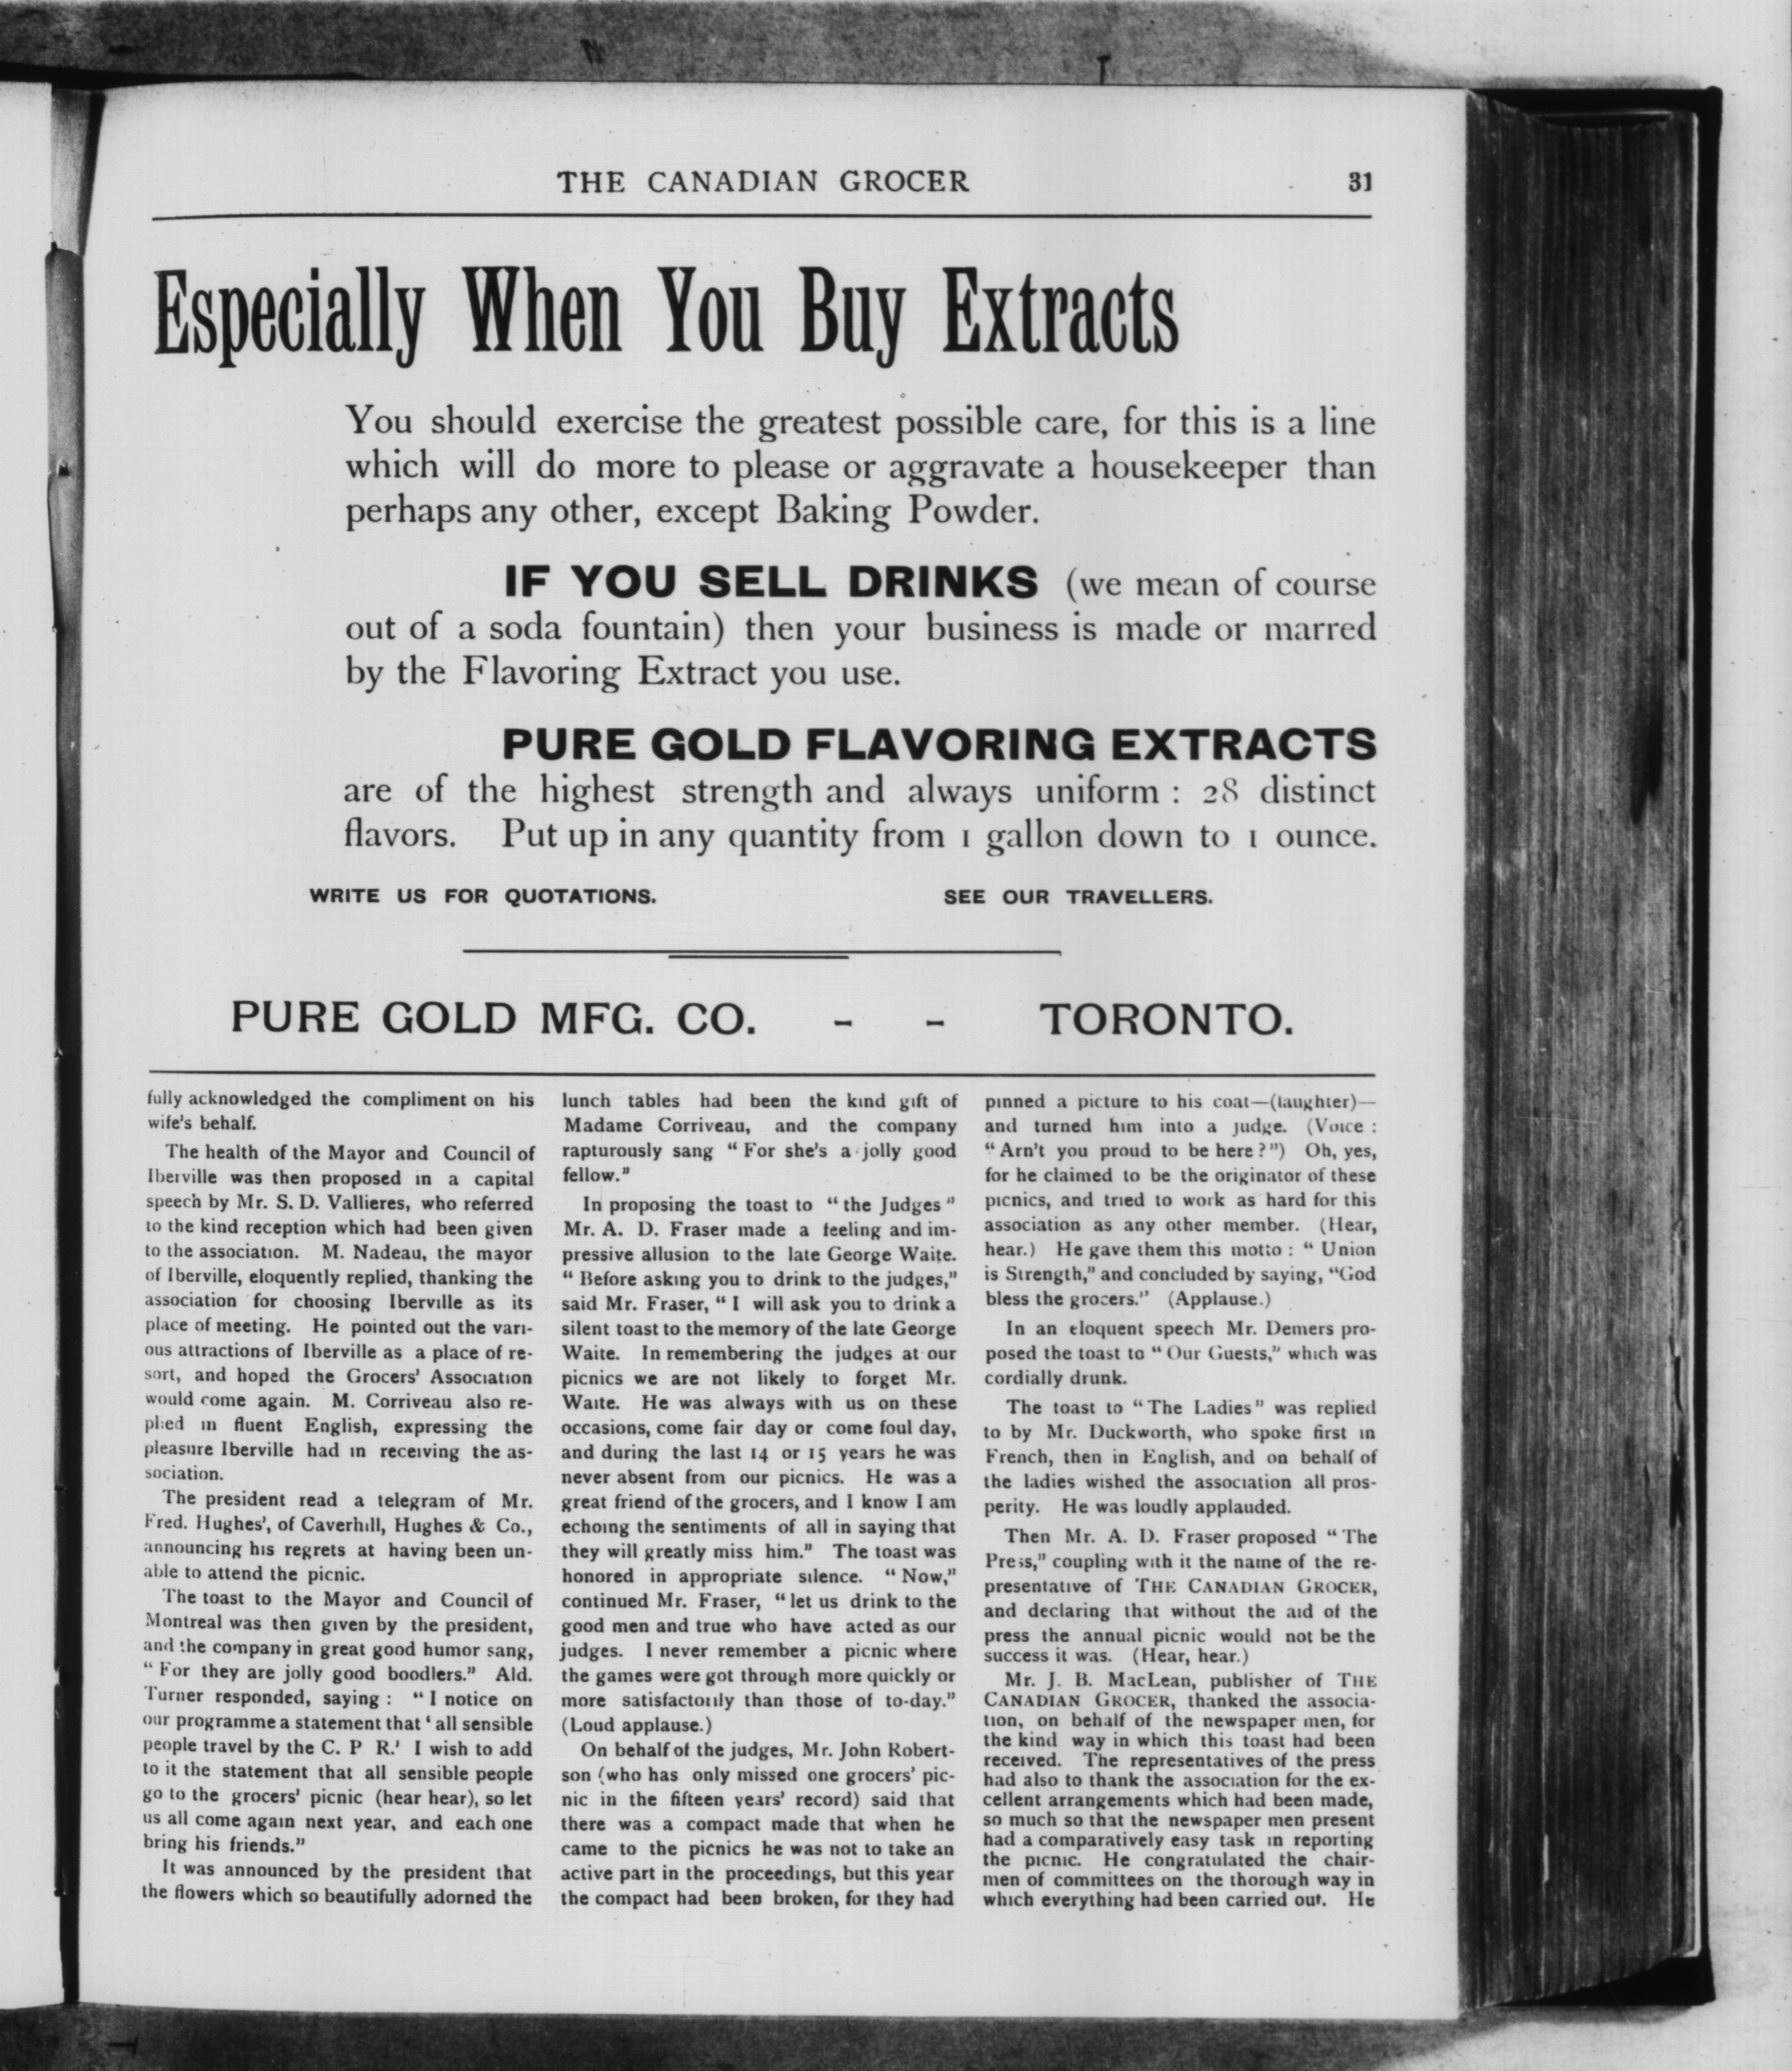 THE CANADIAN GROCER 31
Especially When You Buy Extracts
You should exercise the greatest possible care, for this is a line
which will do more to please or aggravate a housekeeper than
perhaps any other, except Baking Powder.
IF YOU SELL DRINKS (we mean of course
out of a soda fountain) then your business is made or marred
by the Flavoring Extract you use.
PURE GOLD FLAVORING EXTRACTS
are of the highest strength and always uniform : 28 distinct
flavors. Put up in any quantity from 1 gallon down to 1 ounce.
WRITE US FOR QUOTATIONS. SEE OUR TRAVELLERS.
PURE GOLD MFG. CO. - - TORONTO.
fully acknowledged the compliment on his
wife's behalf.
The health of the Mayor and Council of
Iberville was then proposed in a capital
speech by Mr. S. D. Vallieres, who referred
to the kind reception which had been given
to the association. M. Nadeau, the mayor
of Iberville, eloquently replied, thanking the
association for choosing Iberville as its
place of meeting. He pointed out the vari-
ous attractions of Iberville as a place of re-
sort, and hoped the Grocers' Association
would come again. M. Corriveau also re-
plied in fluent English, expressing the
pleasure Iberville had in receiving the as-
sociation.
The president read a telegram of Mr.
Fred. Hughes', of Caverhill, Hughes & Co.,
announcing his regrets at having been un-
able to attend the picnic.
The toast to the Mayor and Council of
Montreal was then given by the president,
and the company in great good humor sang,
“ For they are jolly good boodlers.” Ald.
Turner responded, saying : “ I notice on
our programme a statement that ‘ all sensible
people travel by the C. P R.’ I wish to add
to it the statement that all sensible people
go to the grocers' picnic (hear hear), so let
us all come again next year, and each one
bring his friends.”
It was announced by the president that
the flowers which so beautifully adorned the
lunch tables had been the kind gift of
Madame Corriveau, and the company
rapturously sang “ For she's a jolly good
fellow.”
In proposing the toast to “ the Judges ”
Mr. A. D. Fraser made a feeling and im-
pressive allusion to the late George Waite.
“ Before asking you to drink to the judges,”
said Mr. Fraser, “ I will ask you to drink a
silent toast to the memory of the late George
Waite. In remembering the judges at our
picnics we are not likely to forget Mr.
Waite. He was always with us on these
occasions, come fair day or come foul day,
and during the last 14 or 15 years he was
never absent from our picnics. He was a
great friend of the grocers, and I know I am
echoing the sentiments of all in saying that
they will greatly miss him.” The toast was
honored in appropriate silence. “ Now,”
continued Mr. Fraser, “ let us drink to the
good men and true who have acted as our
judges. I never remember a picnic where
the games were got through more quickly or
more satisfactorily than those of to-day.”
(Loud applause.)
On behalf of the judges, Mr. John Robert-
son (who has only missed one grocers' pic-
nic in the fifteen years' record) said that
there was a compact made that when he
came to the picnics he was not to take an
active part in the proceedings, but this year
the compact had been broken, for they had
pinned a picture to his coat—(laughter)—
and turned him into a judge. (Voice :
“ Arn't you proud to be here ?”) Oh, yes,
for he claimed to be the originator of these
picnics, and tried to work as hard for this
association as any other member. (Hear,
hear.) He gave them this motto : “ Union
is Strength,” and concluded by saying, “God
bless the grocers.” (Applause.)
In an eloquent speech Mr. Demers pro-
posed the toast to “ Our Guests,” which was
cordially drunk.
The toast to “ The Ladies ” was replied
to by Mr. Duckworth, who spoke first in
French, then in English, and on behalf of
the ladies wished the association all pros-
perity. He was loudly applauded.
Then Mr. A. D. Fraser proposed “ The
Press,” coupling with it the name of the re-
presentative of THE CANADIAN GROCER,
and declaring that without the aid of the
press the annual picnic would not be the
success it was. (Hear, hear.)
Mr. J. B. MacLean, publisher of THE
CANADIAN GROCER, thanked the associa-
tion, on behalf of the newspaper men, for
the kind way in which this toast had been
received. The representatives of the press
had also to thank the association for the ex-
cellent arrangements which had been made,
so much so that the newspaper men present
had a comparatively easy task in reporting
the picnic. He congratulated the chair-
men of committees on the thorough way in
which everything had been carried out. He